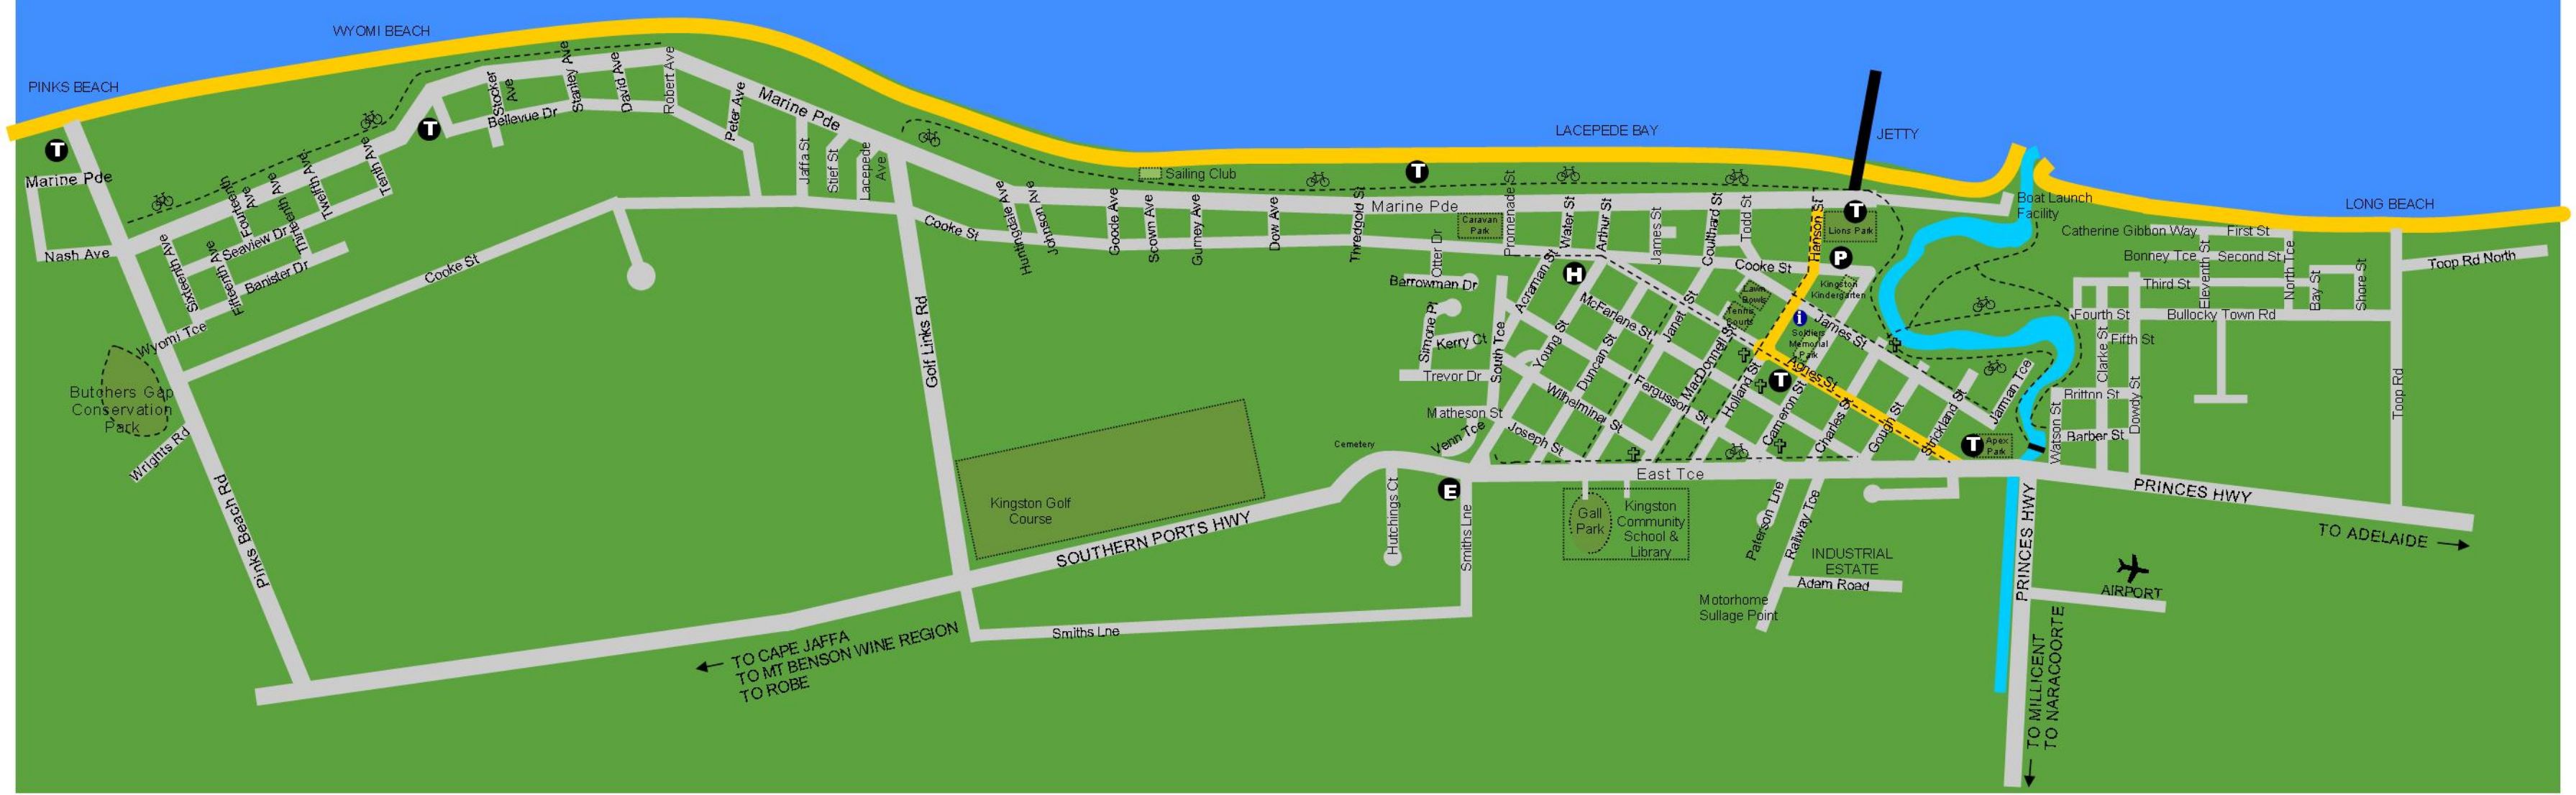 WYOMI BEACH
PINKS BEACH
LACEPEDE BAY
JETTY
LONG BEACH
Boat Launch
Facility
T
Marine Pde
Nash Ave
T
Stocker
Ave
Stanley Ave
David Ave
Robert Ave
Bellevue Dr
Peter Ave
Marine Pde
Jaffa St
Stief St
Lacepede
Ave
Tenth Ave
Twelfth Ave
Thirteenth Ave
Fourteenth
Ave
Fifteenth Ave
Sixteenth Ave
Seaview Dr
Banister Dr
Wyomi Tce
Cooke St
Butchers Gap
Conservation
Park
Wrights Rd
Pinks Beach Rd
Golf Links Rd
Cooke St
Huntingdale Ave
Johnson Ave
Goode Ave
Scown Ave
Gurney Ave
Dow Ave
Thredgold St
Sailing Club
T
Marine Pde
Caravan
Park
Promenade St
Water St
Arthur St
James St
Coulthard St
Todd St
Hanson St
T
Lions Park
P
Kingston
Kindergarten
Cooke St
Otter Dr
Barrowman Dr
Simone Pl
Kerry Ct
Trevor Dr
South Tce
Matheson St
Venn Tce
Cemetery
H
Acraman St
McFarlane St
Young St
Duncan St
Janet St
MacDonnell St
Holland St
Cameron St
Charles St
Gough St
Strickland St
Jarman Tce
Lawn
Bowls
Tennis
Courts
i
Soldiers
Memorial
Park
James St
Agnes St
T
Wilhelmina St
Fergusson St
Joseph St
T
Apex
Park
East Tce
E
Hutchings Ct
Smiths Lne
Gall
Park
Kingston
Community
School &
Library
Paterson Lne
Railway Tce
INDUSTRIAL
ESTATE
Adam Road
Motorhome
Sullage Point
Kingston Golf
Course
SOUTHERN PORTS HWY
Smiths Lne
TO CAPE JAFFA
TO MT BENSON WINE REGION
TO ROBE
Catherine Gibbon Way
First St
Bonney Tce
Second St
Third St
Eleventh St
North Tce
Bay St
Shore St
Toop Rd North
Fourth St
Bullocky Town Rd
Fifth St
Clarke St
Britton St
Dowdy St
Barber St
Watson St
Toop Rd
PRINCES HWY
TO ADELAIDE
PRINCES HWY
AIRPORT
TO MILLICENT
TO NARACOORTE